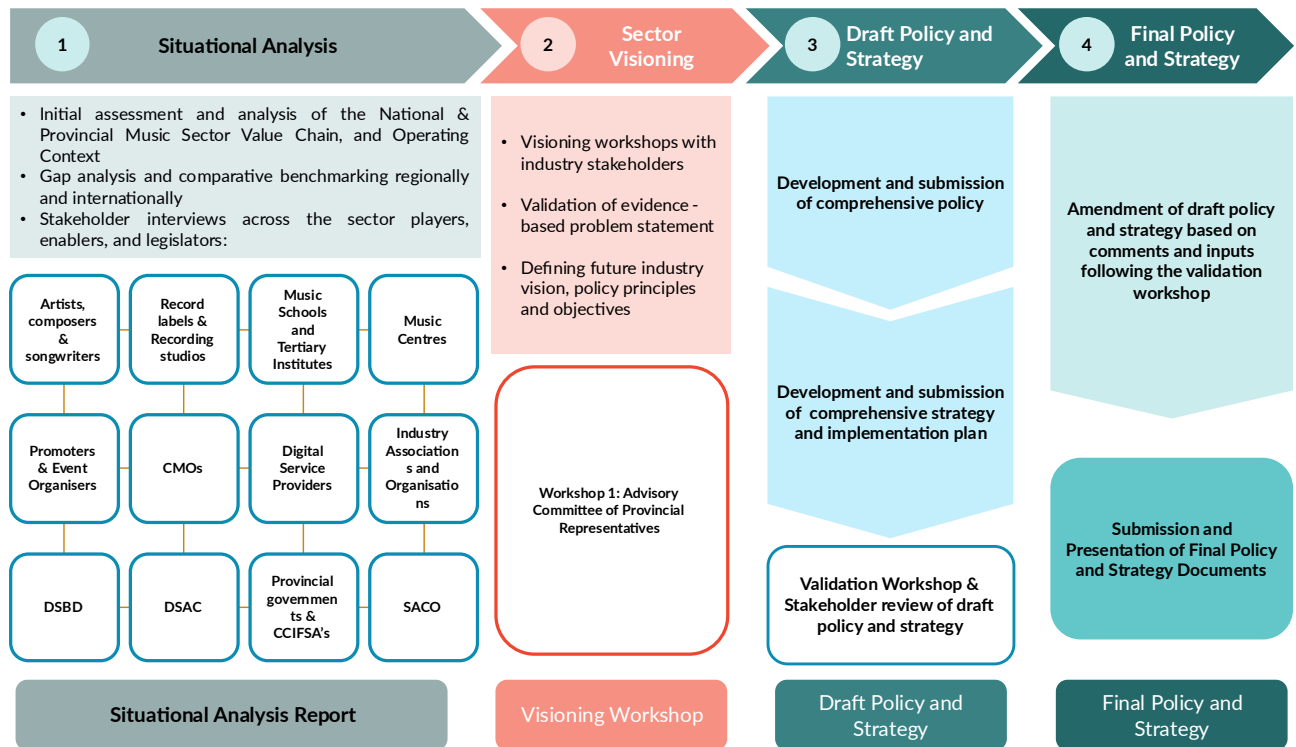 1
Situational Analysis
2
Sector
Visioning
3
Draft Policy and
Strategy
4
Final Policy
and Strategy
• Initial assessment and analysis of the National &
Provincial Music Sector Value Chain, and Operating
Context
• Gap analysis and comparative benchmarking regionally
and internationally
• Stakeholder interviews across the sector players,
enablers, and legislators:
Artists,
composers
&
songwriters
Record
labels &
Recording
studios
Music
Schools
and
Tertiary
Institutes
Music
Centres
Promoters
& Event
Organisers
CMOs
Digital
Service
Providers
Industry
Association
s and
Organisatio
ns
DSBD
DSAC
Provincial
governmen
ts &
CCIFSA's
SACO
Situational Analysis Report
• Visioning workshops with
industry stakeholders
• Validation of evidence -
based problem statement
• Defining future industry
vision, policy principles
and objectives
Workshop 1: Advisory
Committee of Provincial
Representatives
Visioning Workshop
Development and submission
of comprehensive policy
Development and submission
of comprehensive strategy
and implementation plan
Validation Workshop &
Stakeholder review of draft
policy and strategy
Draft Policy and
Strategy
Amendment of draft policy
and strategy based on
comments and inputs
following the validation
workshop
Submission and
Presentation of Final Policy
and Strategy Documents
Final Policy and
Strategy